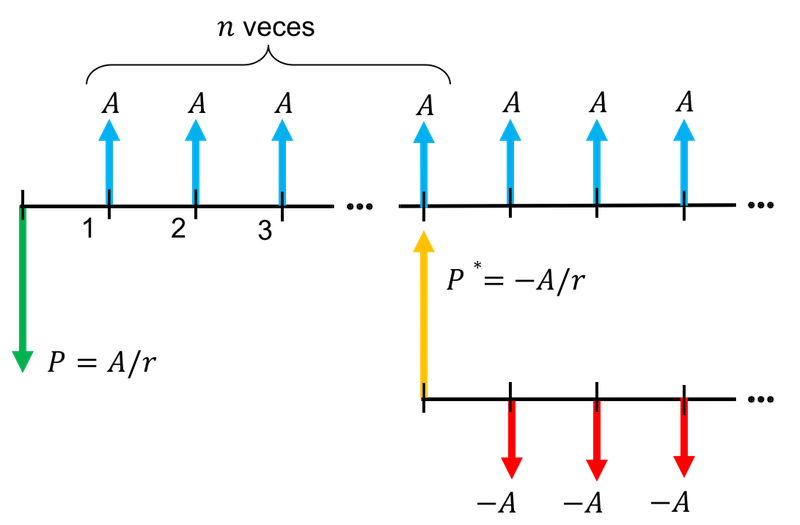 n veces
A A A A A A A
1 2 3 ••• •••
P * = −A/r
P = A/r
•••
−A −A −A